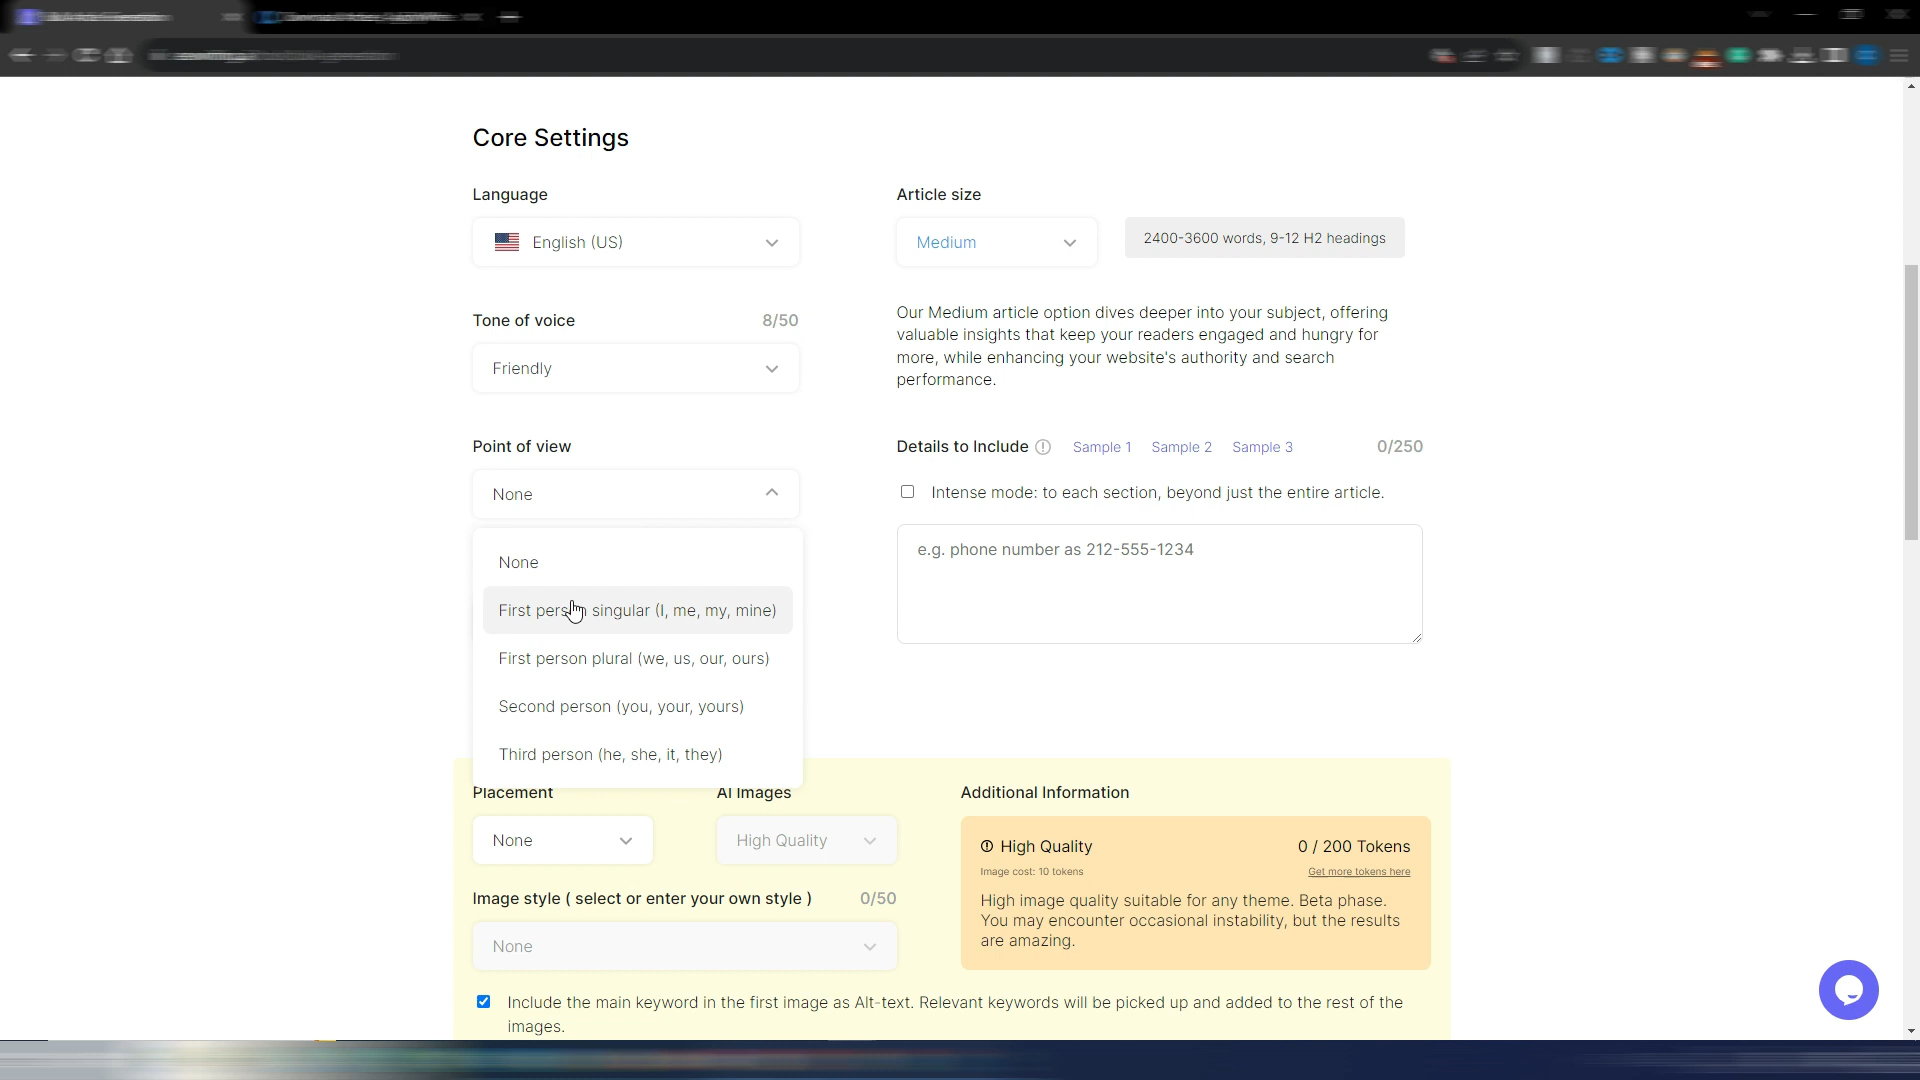 Core Settings
Language
Article size
English (US)
Medium
2400-3600 words, 9-12 H2 headings
Tone of voice
8/50
Friendly
Our Medium article option dives deeper into your subject, offering
valuable insights that keep your readers engaged and hungry for
more, while enhancing your website's authority and search
performance.
Point of view
None
Details to Include
Sample 1
Sample 2
Sample 3
0/250
Intense mode: to each section, beyond just the entire article.
e.g. phone number as 212-555-1234
None
First person singular (I, me, my, mine)
First person plural (we, us, our, ours)
Second person (you, your, yours)
Third person (he, she, it, they)
Placement
AI Images
Additional Information
None
High Quality
High Quality
0 / 200 Tokens
Image cost: 10 tokens
Get more tokens here
High image quality suitable for any theme. Beta phase.
You may encounter occasional instability, but the results
are amazing.
Image style ( select or enter your own style )
0/50
None
Include the main keyword in the first image as Alt-text. Relevant keywords will be picked up and added to the rest of the
images.